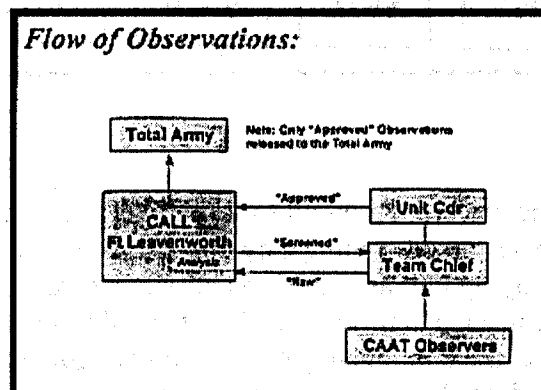 Flow of Observations:
Total Army
Note: Only "Approved" Observations
released to the Total Army
"Approved"
Unit Cdr
CALL
Ft Leavenworth
"Screened"
Analysis
Team Chief
"Raw"
CAAT Observers